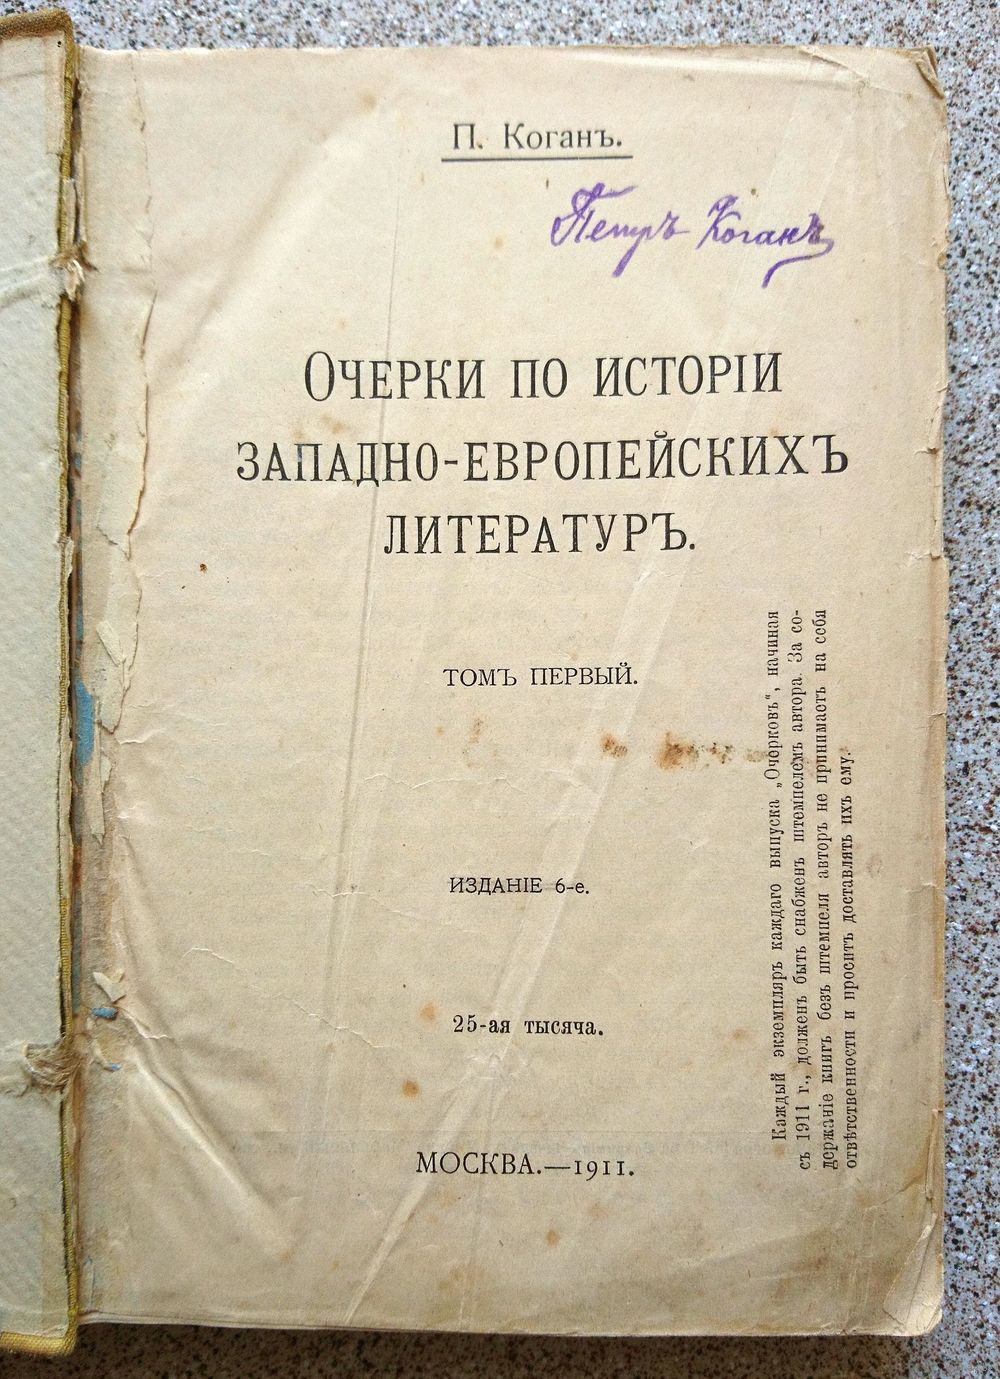 П. Коганъ.
Петръ Коганъ
Очерки по исторіи
западно-европейскихъ
литературъ.
томъ первый.
изданіе 6-е.
25-ая тысяча.
МОСКВА.—1911.
Каждый экземпляръ каждаго выпуска „Очерковъ“, начиная
съ 1911 г., долженъ быть снабженъ штемпелемъ автора. За со-
держаніе книгъ безъ штемпеля авторъ не принимаетъ на себя
отвѣтственности и проситъ доставлять ихъ ему.